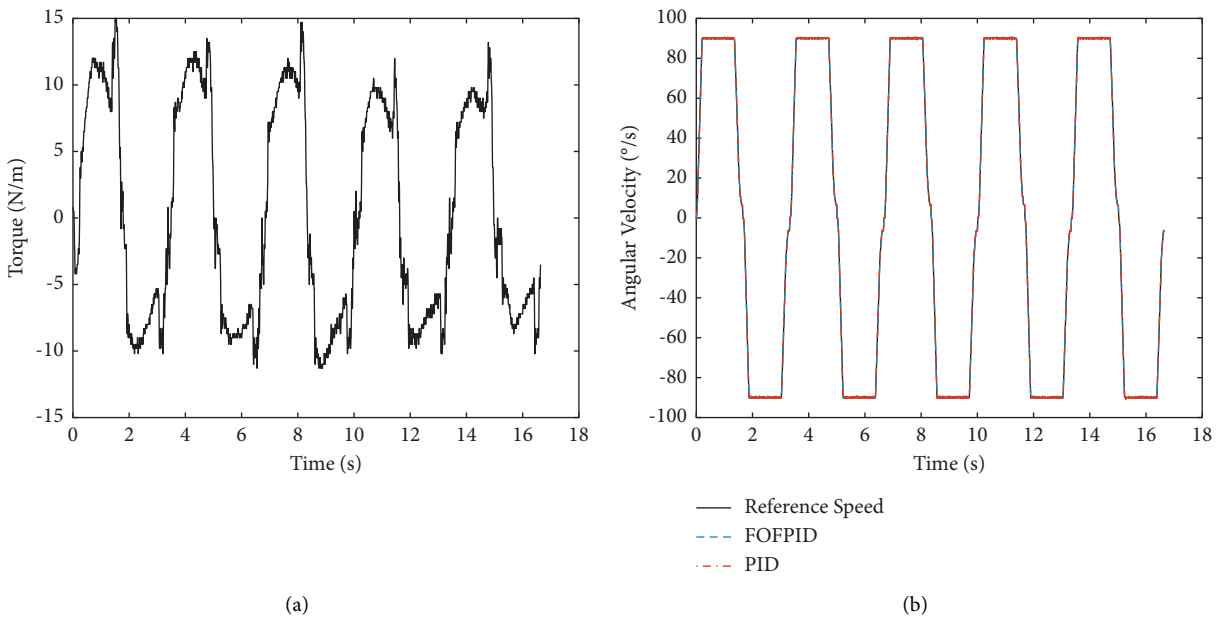 15
10
5
0
-5
-10
-15
Torque (N/m)
0 2 4 6 8 10 12 14 16 18
Time (s)
(a)
100
80
60
40
20
0
-20
-40
-60
-80
-100
Angular Velocity (°/s)
0 2 4 6 8 10 12 14 16 18
Time (s)
Reference Speed
FOFPID
PID
(b)